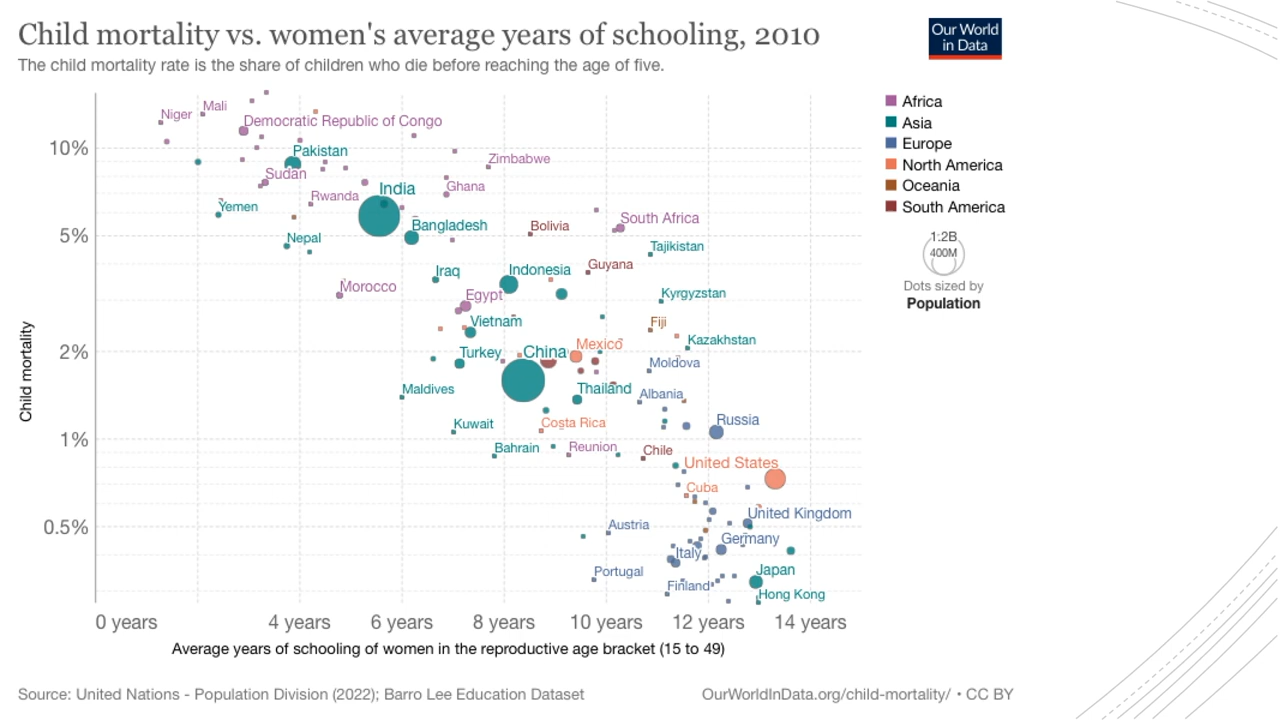 Child mortality vs. women's average years of schooling, 2010
The child mortality rate is the share of children who die before reaching the age of five.
Our World
in Data
Africa
Asia
Europe
North America
Oceania
South America
1.2B
400M
Dots sized by
Population
Child mortality
10%
5%
2%
1%
0.5%
Niger
Mali
Democratic Republic of Congo
Pakistan
Zimbabwe
Sudan
India
Ghana
Rwanda
Yemen
Bangladesh
Bolivia
South Africa
Nepal
Tajikistan
Iraq
Indonesia
Guyana
Morocco
Egypt
Kyrgyzstan
Vietnam
Fiji
Turkey
China
Mexico
Kazakhstan
Moldova
Maldives
Thailand
Albania
Kuwait
Costa Rica
Russia
Bahrain
Reunion
Chile
United States
Cuba
Austria
United Kingdom
Italy
Germany
Portugal
Finland
Japan
Hong Kong
0 years
4 years
6 years
8 years
10 years
12 years
14 years
Average years of schooling of women in the reproductive age bracket (15 to 49)
Source: United Nations - Population Division (2022); Barro Lee Education Dataset
OurWorldInData.org/child-mortality/ • CC BY